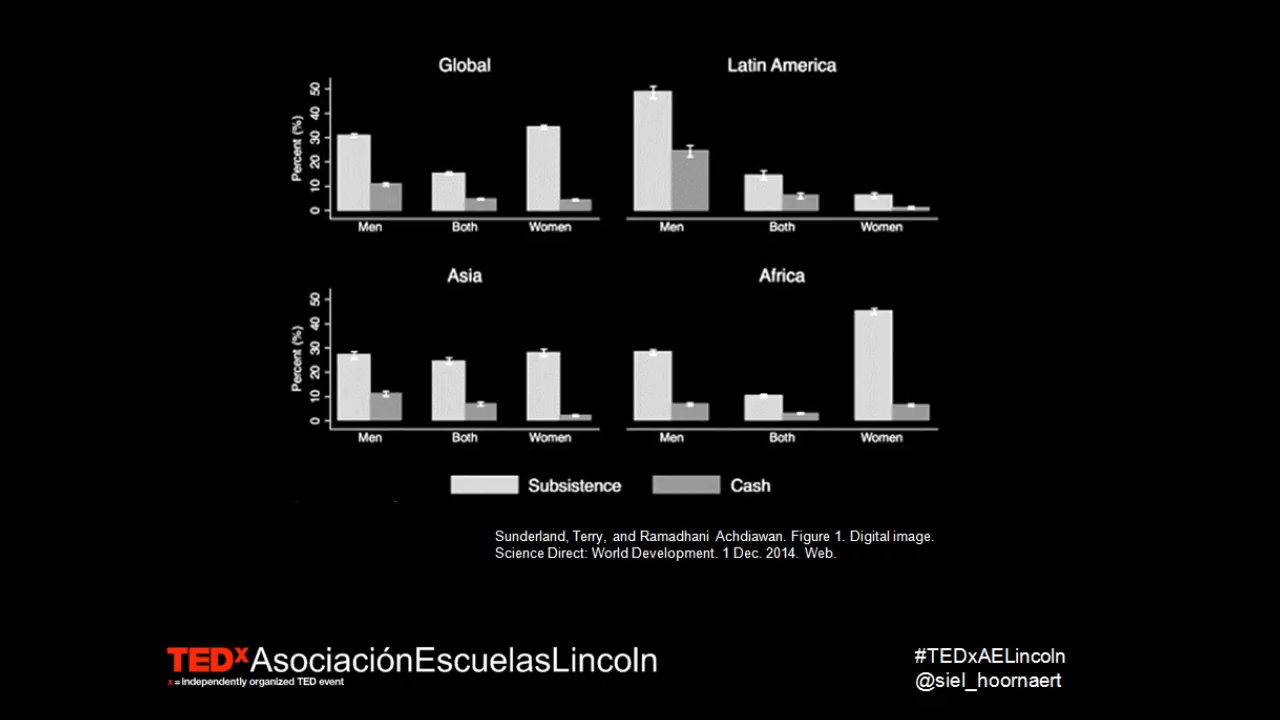 Global
Latin America
Percent (%)
50
40
30
20
10
0
Men Both Women
Men Both Women
Asia
Africa
Percent (%)
50
40
30
20
10
0
Men Both Women
Men Both Women
Subsistence Cash
Sunderland, Terry, and Ramadhani Achdiawan. Figure 1. Digital image.
Science Direct: World Development. 1 Dec. 2014. Web.
TEDxAsociaciónEscuelasLincoln
x = independently organized TED event
#TEDxAELincoln
@siel_hoornaert